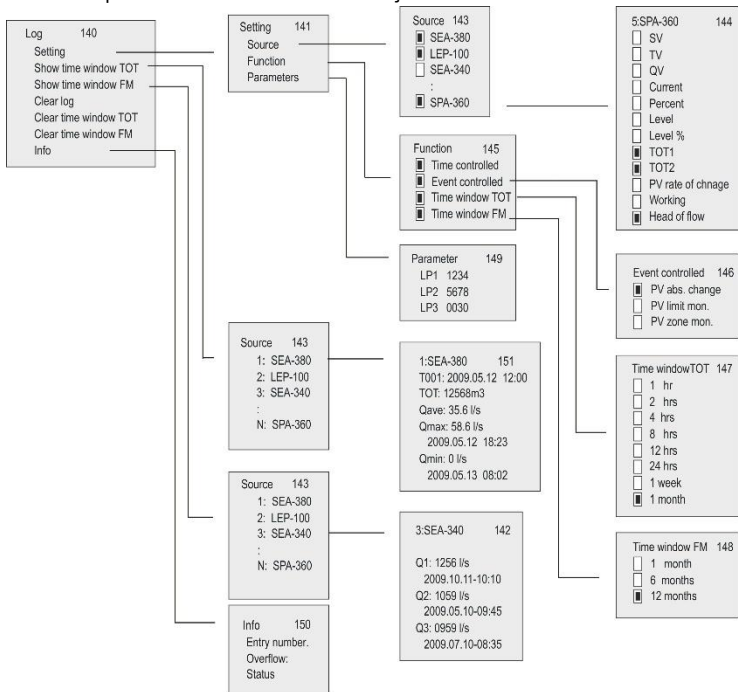 Log 140
Setting
Show time window TOT
Show time window FM
Clear log
Clear time window TOT
Clear time window FM
Info
Setting 141
Source
Function
Parameters
Source 143
SEA-380
LEP-100
SEA-340
:
SPA-360
5:SPA-360 144
SV
TV
QV
Current
Percent
Level
Level %
TOT1
TOT2
PV rate of chnage
Working
Head of flow
Function 145
Time controlled
Event controlled
Time window TOT
Time window FM
Parameter 149
LP1 1234
LP2 5678
LP3 0030
Event controlled 146
PV abs. change
PV limit mon.
PV zone mon.
Source 143
1: SEA-380
2: LEP-100
3: SEA-340
:
N: SPA-360
1:SEA-380 151
T001: 2009.05.12 12:00
TOT: 12568m3
Qave: 35.6 l/s
Qmax: 58.6 l/s
2009.05.12 18:23
Qmin: 0 l/s
2009.05.13 08:02
Time windowTOT 147
1 hr
2 hrs
4 hrs
8 hrs
12 hrs
24 hrs
1 week
1 month
Source 143
1: SEA-380
2: LEP-100
3: SEA-340
:
N: SPA-360
3:SEA-340 142
Q1: 1256 l/s
2009.10.11-10:10
Q2: 1059 l/s
2009.05.10-09:45
Q3: 0959 l/s
2009.07.10-08:35
Time window FM 148
1 month
6 months
12 months
Info 150
Entry number.
Overflow:
Status